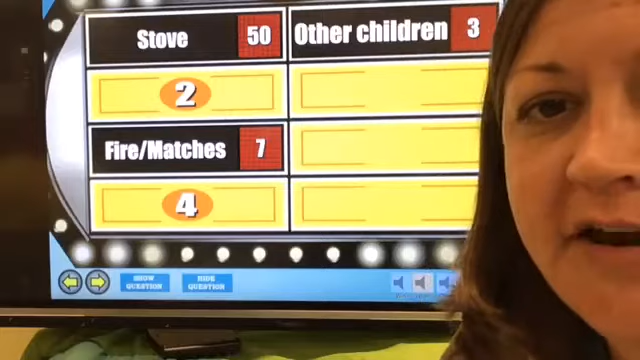 Stove 50
Other children 3
2
Fire/Matches 7
4
SHOW QUESTION
HIDE QUESTION